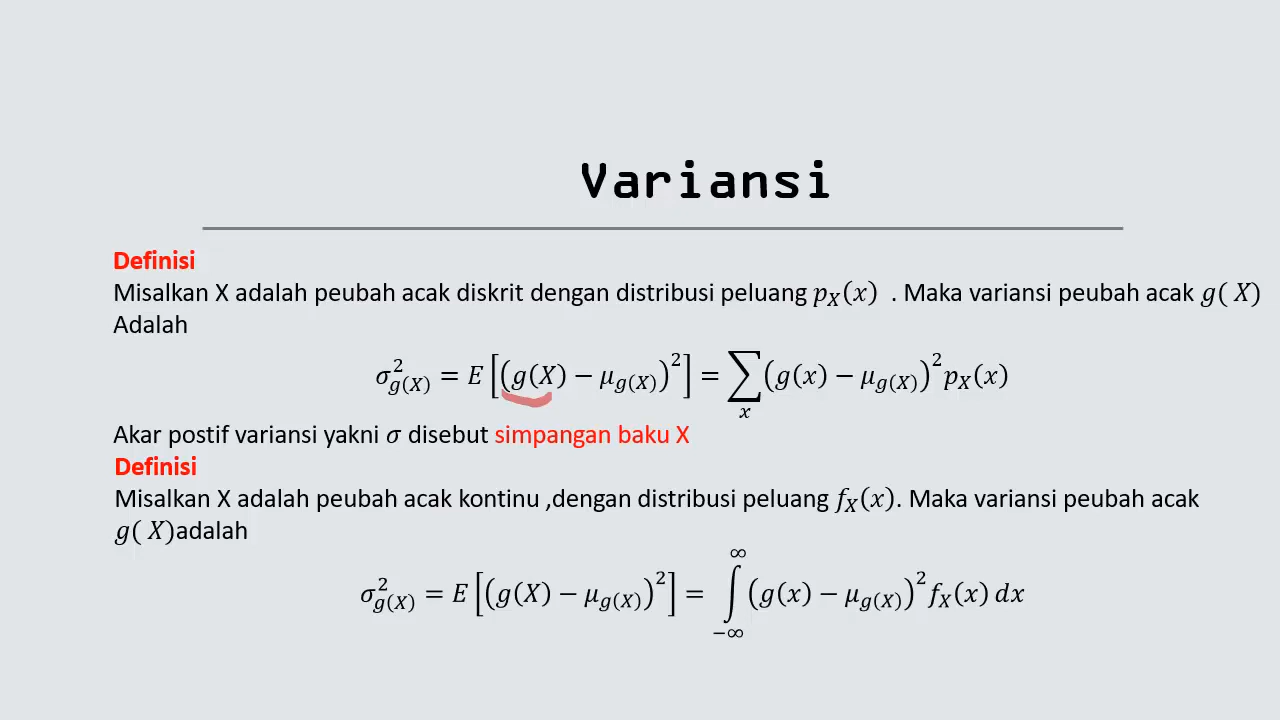 Variansi
Definisi
Misalkan X adalah peubah acak diskrit dengan distribusi peluang 𝑝_𝑋(𝑥) . Maka variansi peubah acak 𝑔( 𝑋)
Adalah
𝜎²_𝑔(𝑋) = 𝐸[(𝑔(𝑋) − 𝜇_𝑔(𝑋))²] = ∑_𝑥 (𝑔(𝑥) − 𝜇_𝑔(𝑋))² 𝑝_𝑋(𝑥)
Akar postif variansi yakni 𝜎 disebut simpangan baku X
Definisi
Misalkan X adalah peubah acak kontinu ,dengan distribusi peluang 𝑓_𝑋(𝑥). Maka variansi peubah acak
𝑔( 𝑋)adalah
𝜎²_𝑔(𝑋) = 𝐸[(𝑔(𝑋) − 𝜇_𝑔(𝑋))²] = ∫_−∞^∞ (𝑔(𝑥) − 𝜇_𝑔(𝑋))² 𝑓_𝑋(𝑥) 𝑑𝑥